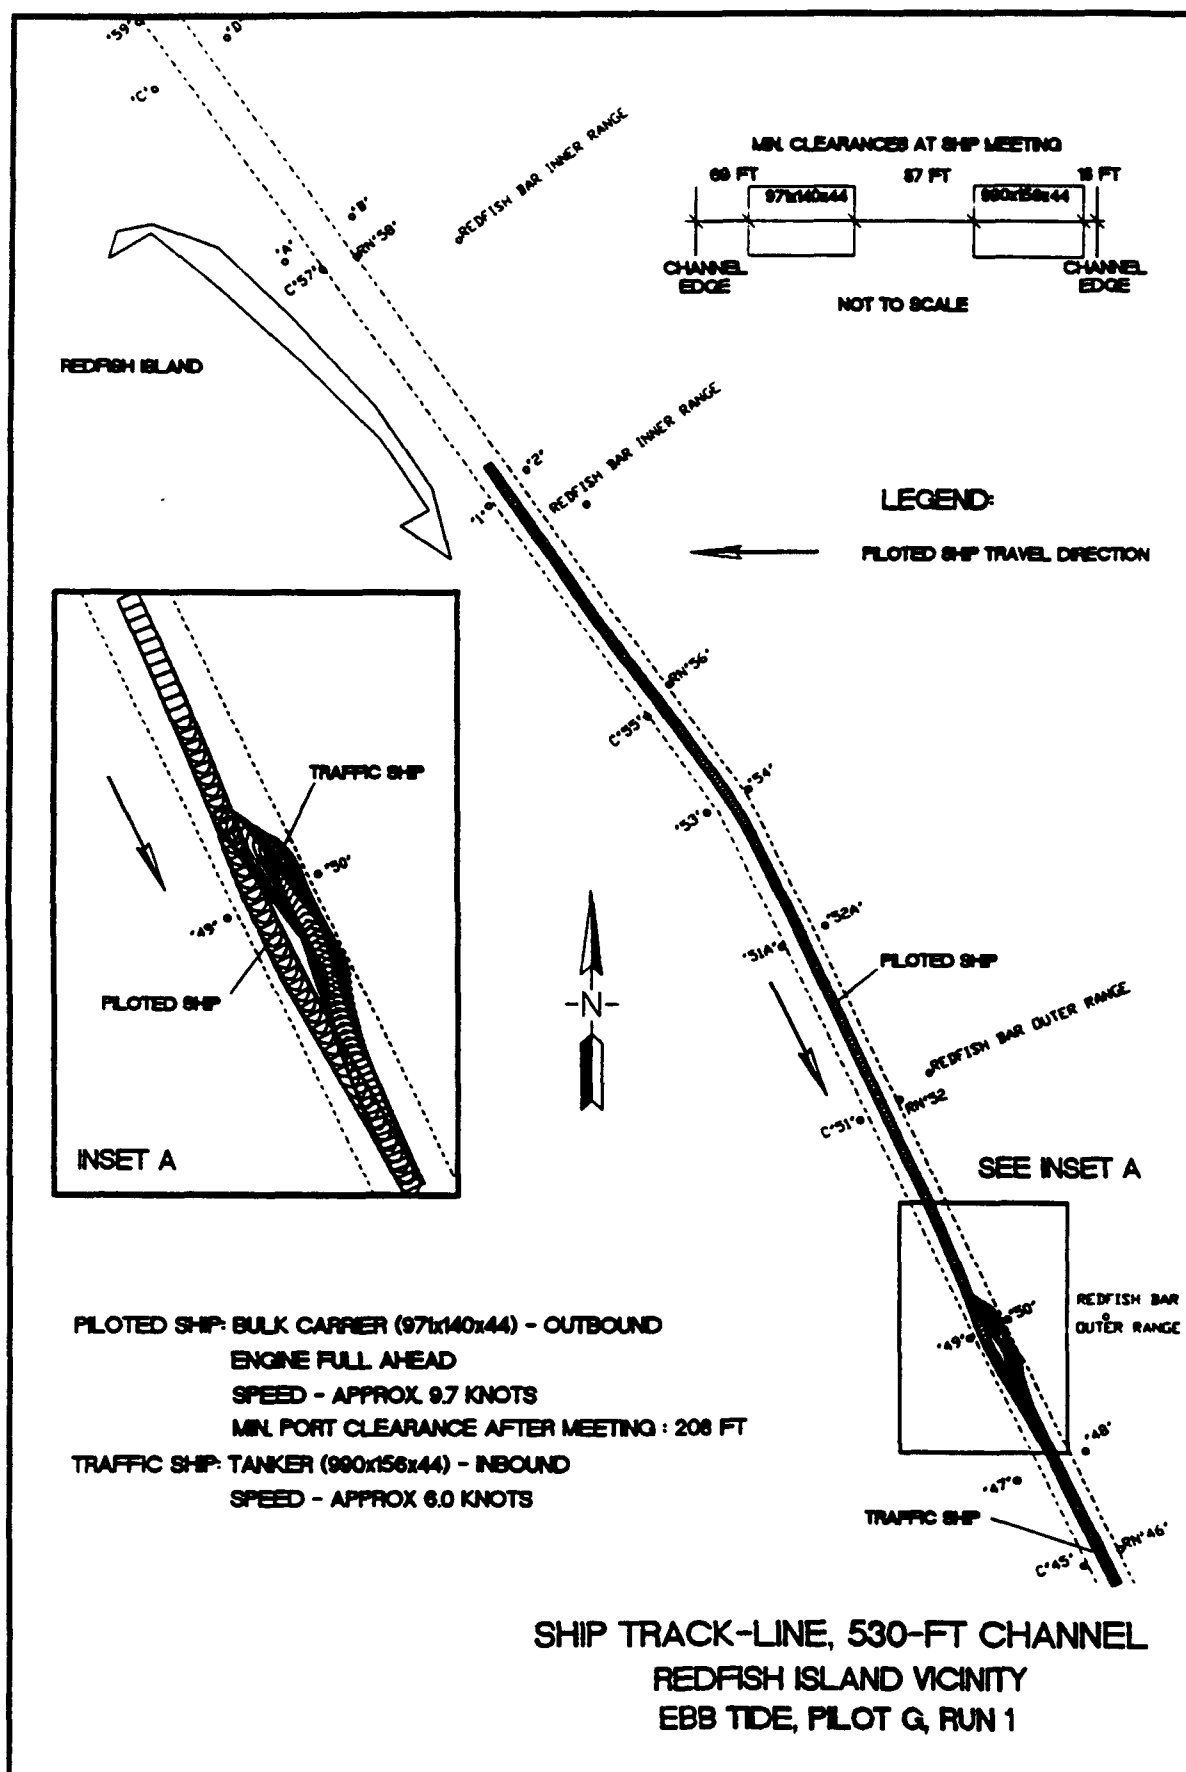 "59"
"D"
"C"
REDFISH BAR INNER RANGE
MIN. CLEARANCES AT SHIP MEETING
69 FT
87 FT
18 FT
971x140x44
990x156x44
CHANNEL
EDGE
CHANNEL
EDGE
NOT TO SCALE
"B"
RN"58"
"A"
C"57"
REDFISH ISLAND
REDFISH BAR INNER RANGE
"2"
"1"
LEGEND:
PILOTED SHIP TRAVEL DIRECTION
RN"56"
C"55"
"54"
"53"
TRAFFIC SHIP
"50"
"49"
PILOTED SHIP
INSET A
"52A"
"51A"
PILOTED SHIP
-N-
REDFISH BAR OUTER RANGE
RN"52
C"51"
SEE INSET A
"50"
"49"
REDFISH BAR
OUTER RANGE
PILOTED SHIP: BULK CARRIER (971x140x44) - OUTBOUND
ENGINE FULL AHEAD
SPEED - APPROX. 9.7 KNOTS
MIN. PORT CLEARANCE AFTER MEETING : 206 FT
TRAFFIC SHIP: TANKER (990x156x44) - INBOUND
SPEED - APPROX 6.0 KNOTS
"48"
"47"
TRAFFIC SHIP
RN"46"
C"45"
SHIP TRACK-LINE, 530-FT CHANNEL
REDFISH ISLAND VICINITY
EBB TIDE, PILOT G, RUN 1